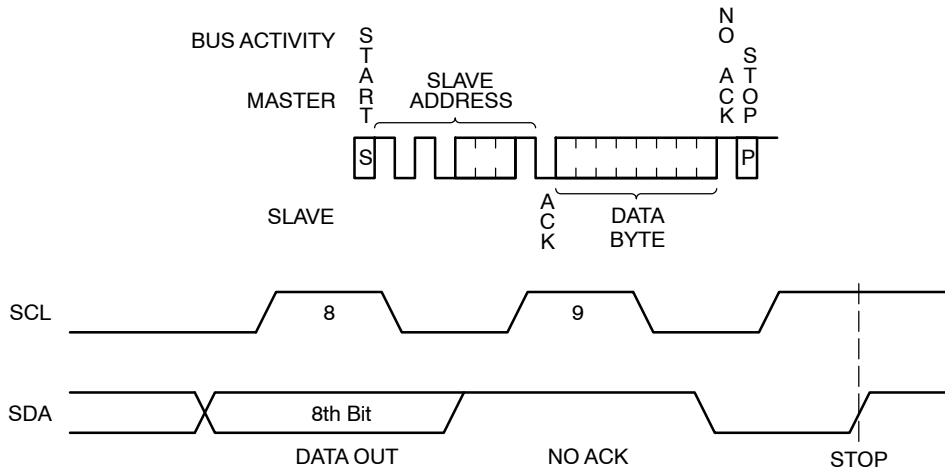 BUS ACTIVITY
MASTER
START
SLAVE
ADDRESS
NO ACK
STOP
S
P
SLAVE
ACK
DATA
BYTE
SCL
8
9
SDA
8th Bit
DATA OUT
NO ACK
STOP